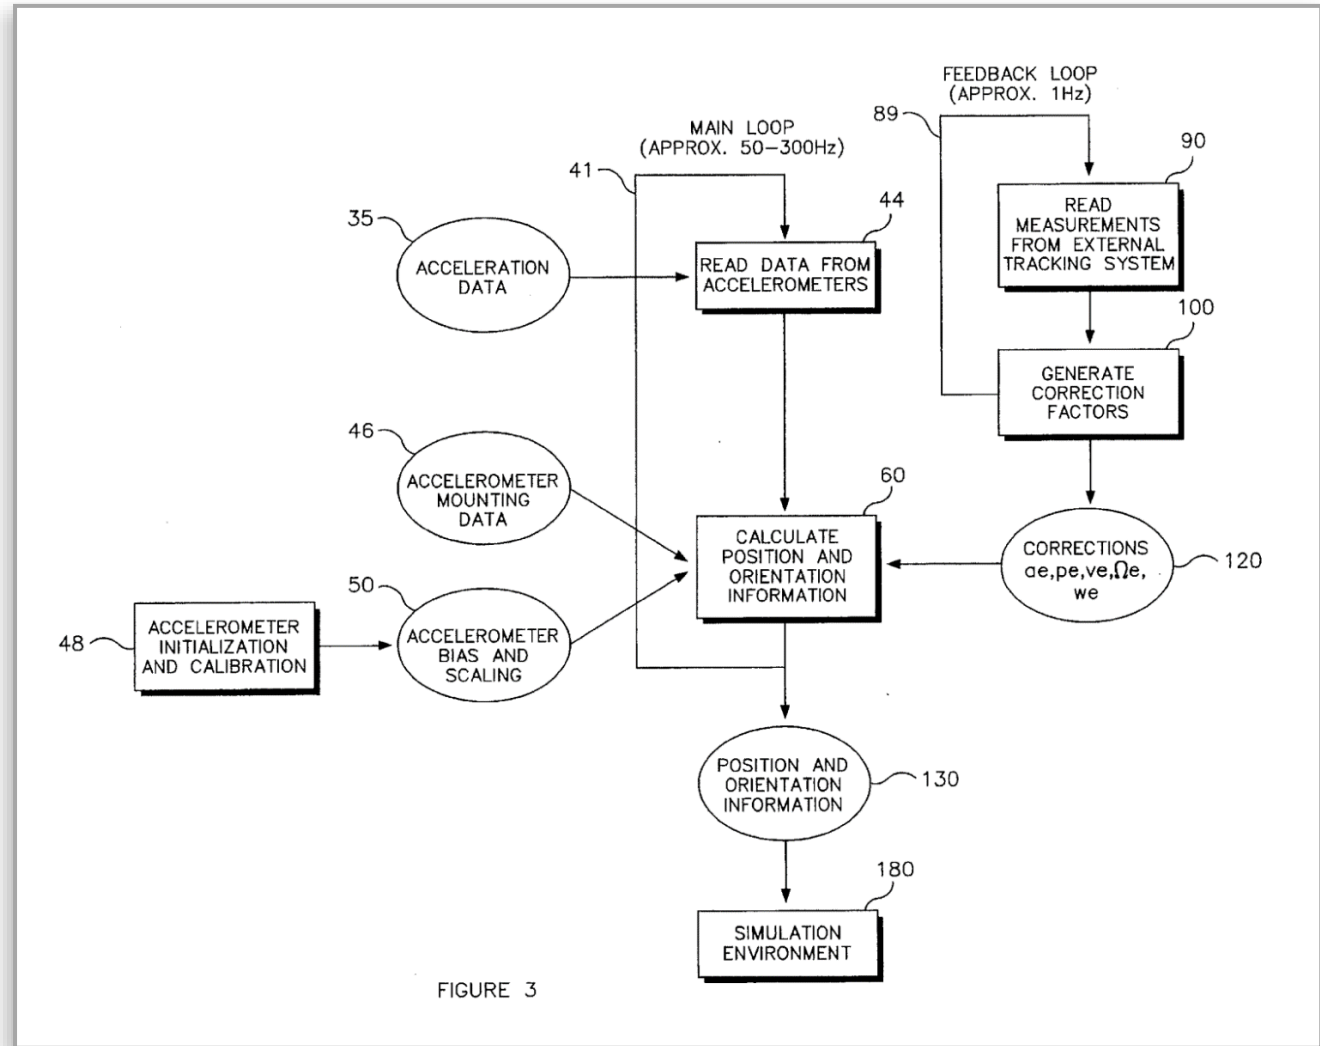 FEEDBACK LOOP
(APPROX. 1Hz)
89
90
MAIN LOOP
(APPROX. 50–300Hz)
41
44
READ
MEASUREMENTS
FROM EXTERNAL
TRACKING SYSTEM
35
ACCELERATION
DATA
READ DATA FROM
ACCELEROMETERS
100
GENERATE
CORRECTION
FACTORS
46
ACCELEROMETER
MOUNTING
DATA
60
CALCULATE
POSITION AND
ORIENTATION
INFORMATION
CORRECTIONS
ae,pe,ve,Ωe,
we
120
48
ACCELEROMETER
INITIALIZATION
AND CALIBRATION
50
ACCELEROMETER
BIAS AND
SCALING
POSITION AND
ORIENTATION
INFORMATION
130
180
SIMULATION
ENVIRONMENT
FIGURE 3